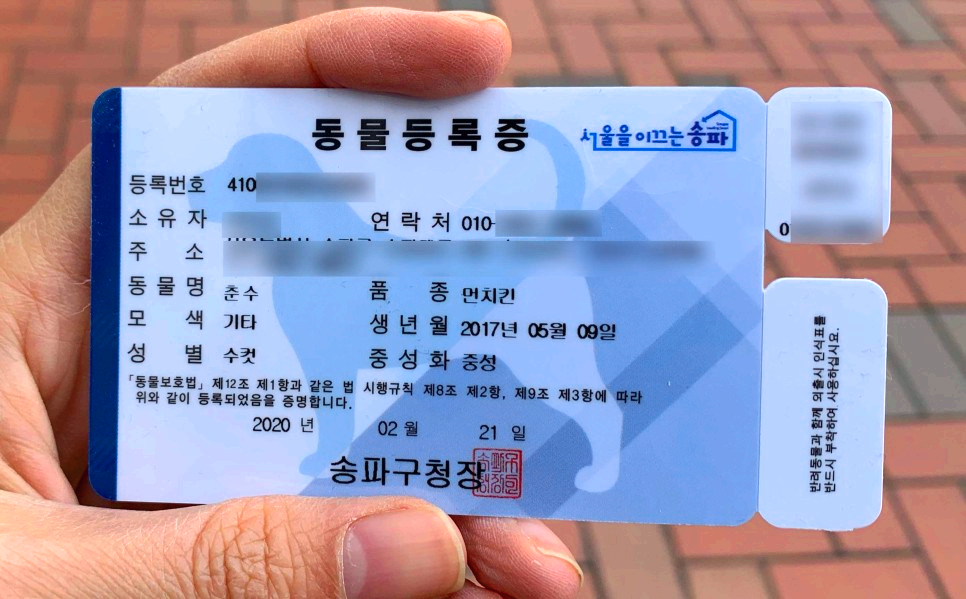 동물등록증
서울을이끄는송파
등록번호 410
소유자 연락처 010-
주소
동물명 춘수 품종 먼치킨
모색 기타 생년월 2017년 05월 09일
성별 수컷 중성화 중성
「동물보호법」 제12조 제1항과 같은 법 시행규칙 제8조 제2항, 제9조 제3항에 따라
위와 같이 등록되었음을 증명합니다.
2020 년 02 월 21 일
송파구청장
0
반려동물과 함께 외출시 인식표를
반드시 부착하여 사용하십시요.